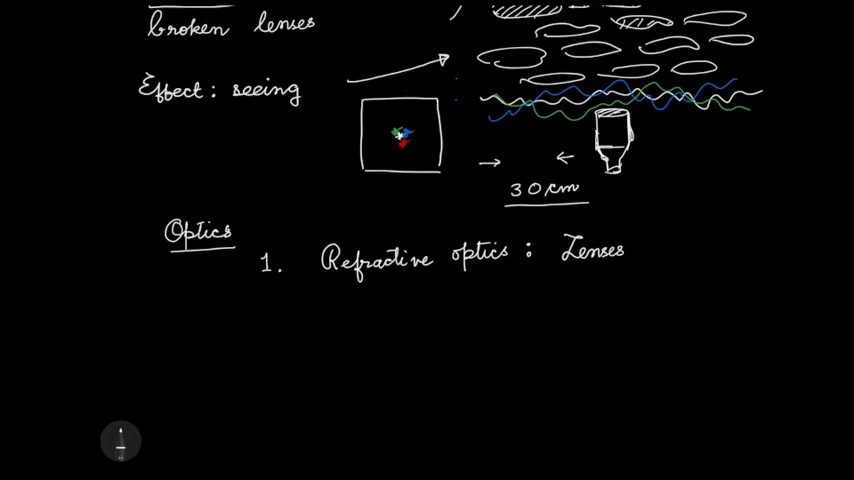 broken lenses
Effect: seeing
30 cm
Optics
1. Refractive optics: Lenses